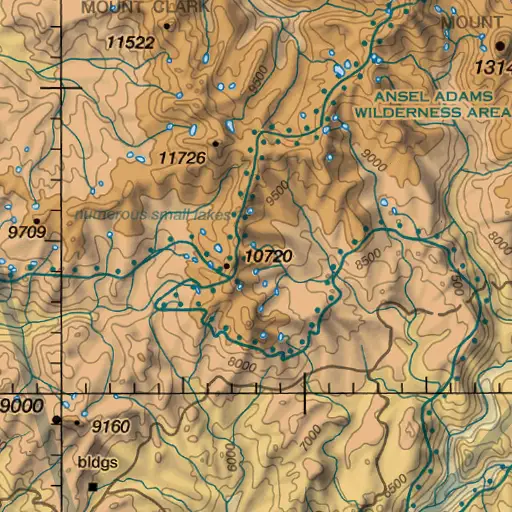 MOUNT CLARK
MOUNT
11522
1314
9500
ANSEL ADAMS
WILDERNESS AREA
11726
9000
9500
numerous small lakes
9709
8000
10720
8500
8000
9000
9160
7000
bldgs
6000
6500